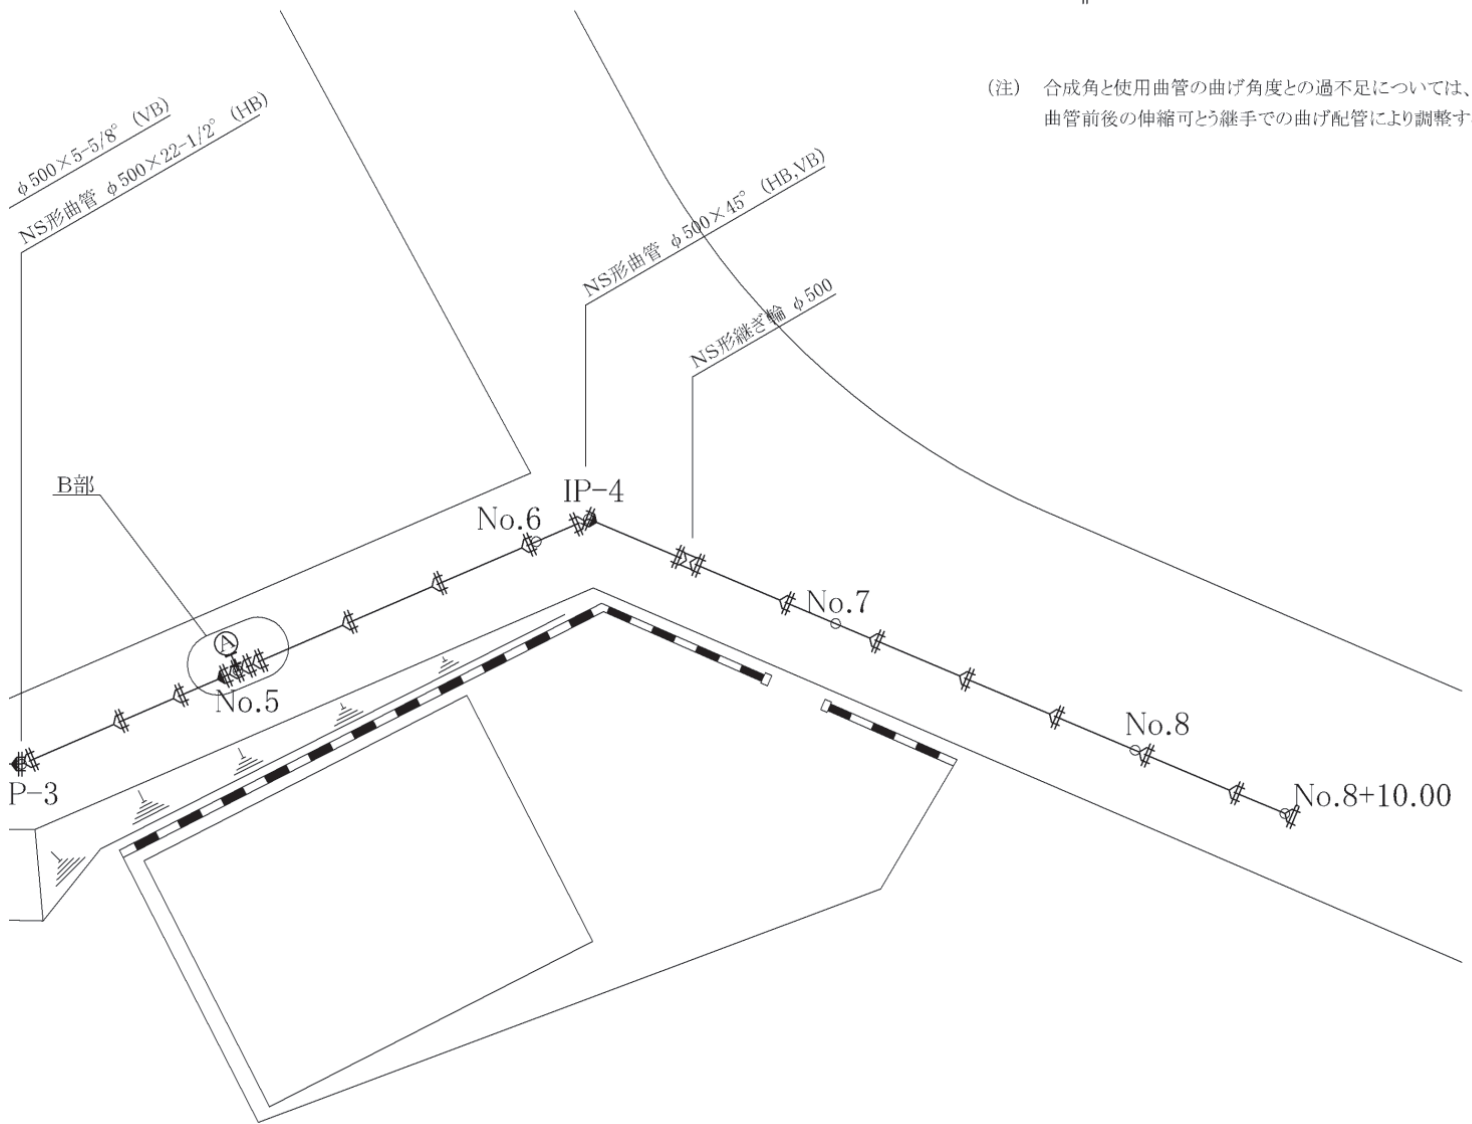 (注) 合成角と使用曲管の曲げ角度との過不足については、
曲管前後の伸縮可とう継手での曲げ配管により調整す
φ500×5-5/8° (VB)
NS形曲管 φ500×22-1/2° (HB)
NS形曲管 φ500×45° (HB,VB)
NS形継ぎ輪 φ500
B部
IP-4
No.6
No.7
A
No.5
No.8
P-3
No.8+10.00